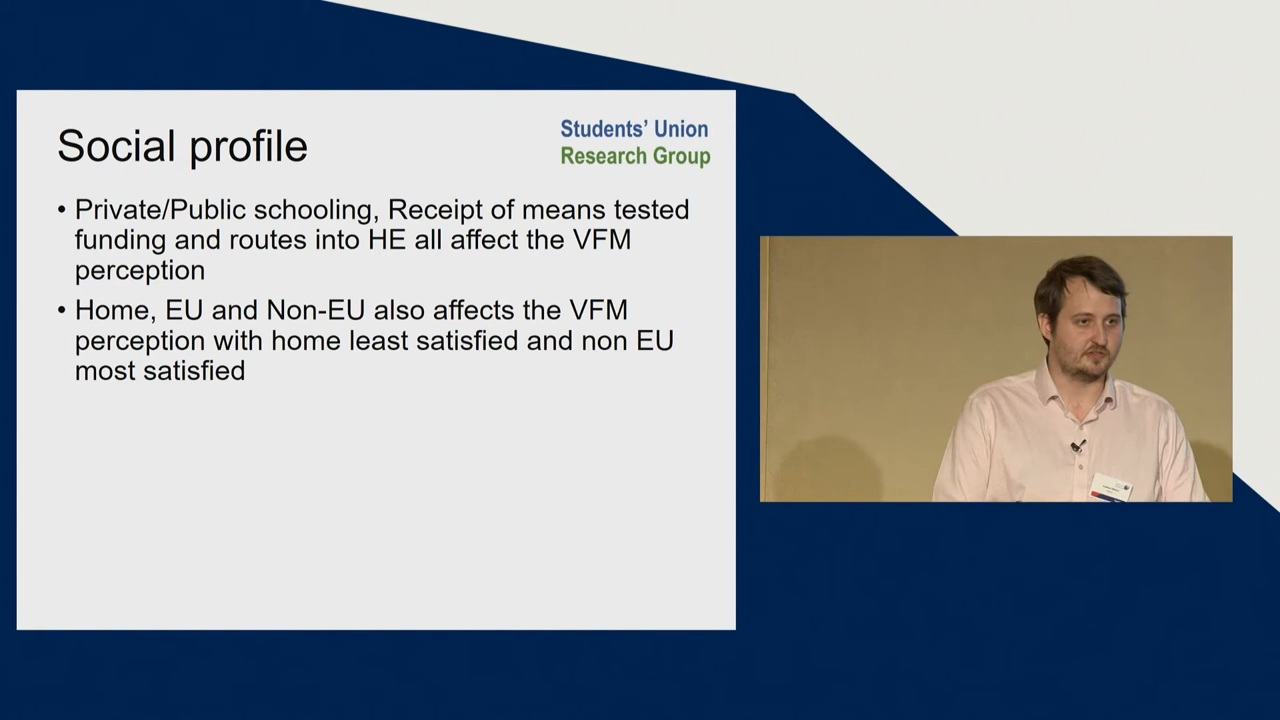 Social profile
Students' Union
Research Group
• Private/Public schooling, Receipt of means tested
funding and routes into HE all affect the VFM
perception
• Home, EU and Non-EU also affects the VFM
perception with home least satisfied and non EU
most satisfied